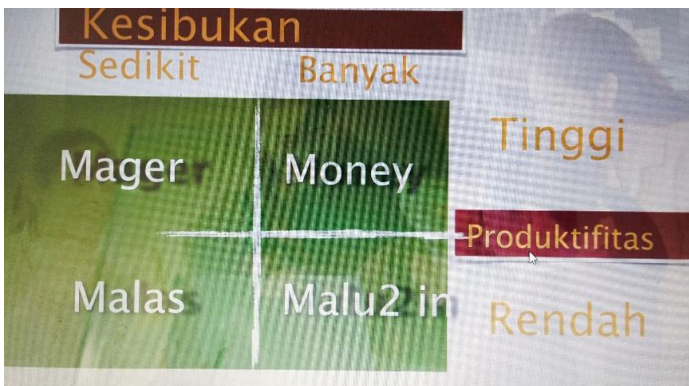 Kesibukan
Sedikit Banyak
Tinggi
Mager Money
Produktifitas
Malas Malu2 in
Rendah